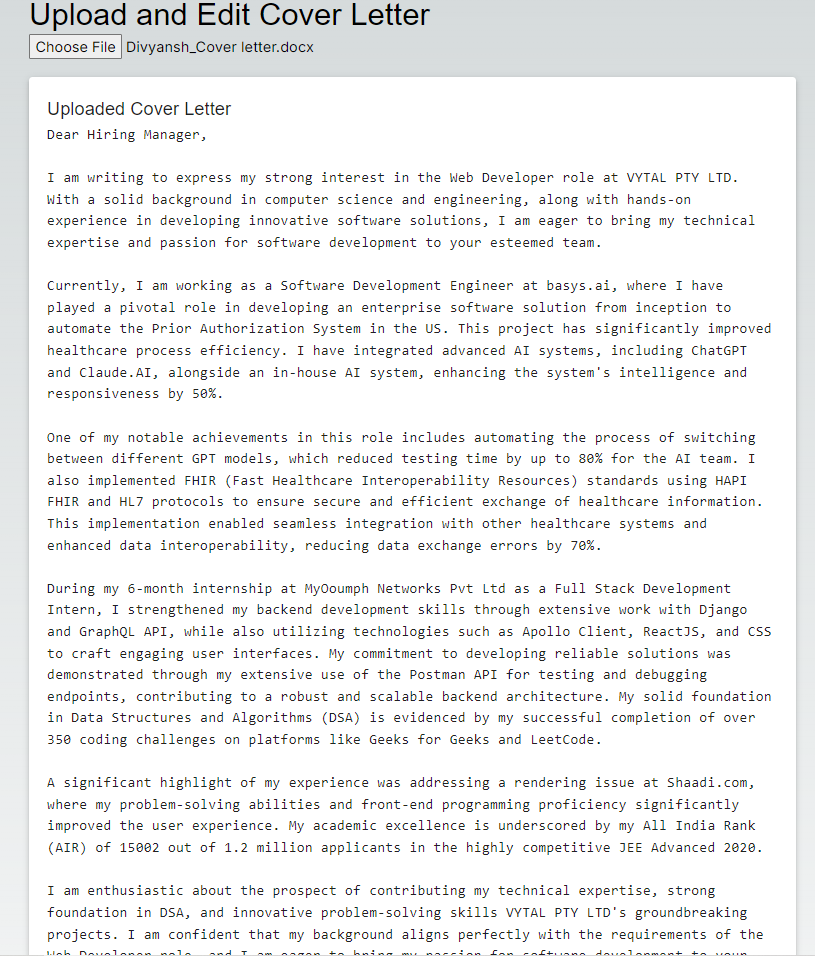 Upload and Edit Cover Letter
Choose File Divyansh_Cover letter.docx
Uploaded Cover Letter
Dear Hiring Manager,
I am writing to express my strong interest in the Web Developer role at VYTAL PTY LTD.
With a solid background in computer science and engineering, along with hands-on
experience in developing innovative software solutions, I am eager to bring my technical
expertise and passion for software development to your esteemed team.
Currently, I am working as a Software Development Engineer at basys.ai, where I have
played a pivotal role in developing an enterprise software solution from inception to
automate the Prior Authorization System in the US. This project has significantly improved
healthcare process efficiency. I have integrated advanced AI systems, including ChatGPT
and Claude.AI, alongside an in-house AI system, enhancing the system's intelligence and
responsiveness by 50%.
One of my notable achievements in this role includes automating the process of switching
between different GPT models, which reduced testing time by up to 80% for the AI team. I
also implemented FHIR (Fast Healthcare Interoperability Resources) standards using HAPI
FHIR and HL7 protocols to ensure secure and efficient exchange of healthcare information.
This implementation enabled seamless integration with other healthcare systems and
enhanced data interoperability, reducing data exchange errors by 70%.
During my 6-month internship at MyOoumph Networks Pvt Ltd as a Full Stack Development
Intern, I strengthened my backend development skills through extensive work with Django
and GraphQL API, while also utilizing technologies such as Apollo Client, ReactJS, and CSS
to craft engaging user interfaces. My commitment to developing reliable solutions was
demonstrated through my extensive use of the Postman API for testing and debugging
endpoints, contributing to a robust and scalable backend architecture. My solid foundation
in Data Structures and Algorithms (DSA) is evidenced by my successful completion of over
350 coding challenges on platforms like Geeks for Geeks and LeetCode.
A significant highlight of my experience was addressing a rendering issue at Shaadi.com,
where my problem-solving abilities and front-end programming proficiency significantly
improved the user experience. My academic excellence is underscored by my All India Rank
(AIR) of 15002 out of 1.2 million applicants in the highly competitive JEE Advanced 2020.
I am enthusiastic about the prospect of contributing my technical expertise, strong
foundation in DSA, and innovative problem-solving skills VYTAL PTY LTD's groundbreaking
projects. I am confident that my background aligns perfectly with the requirements of the
Web Developer role, and I am eager to bring my passion for software development to your